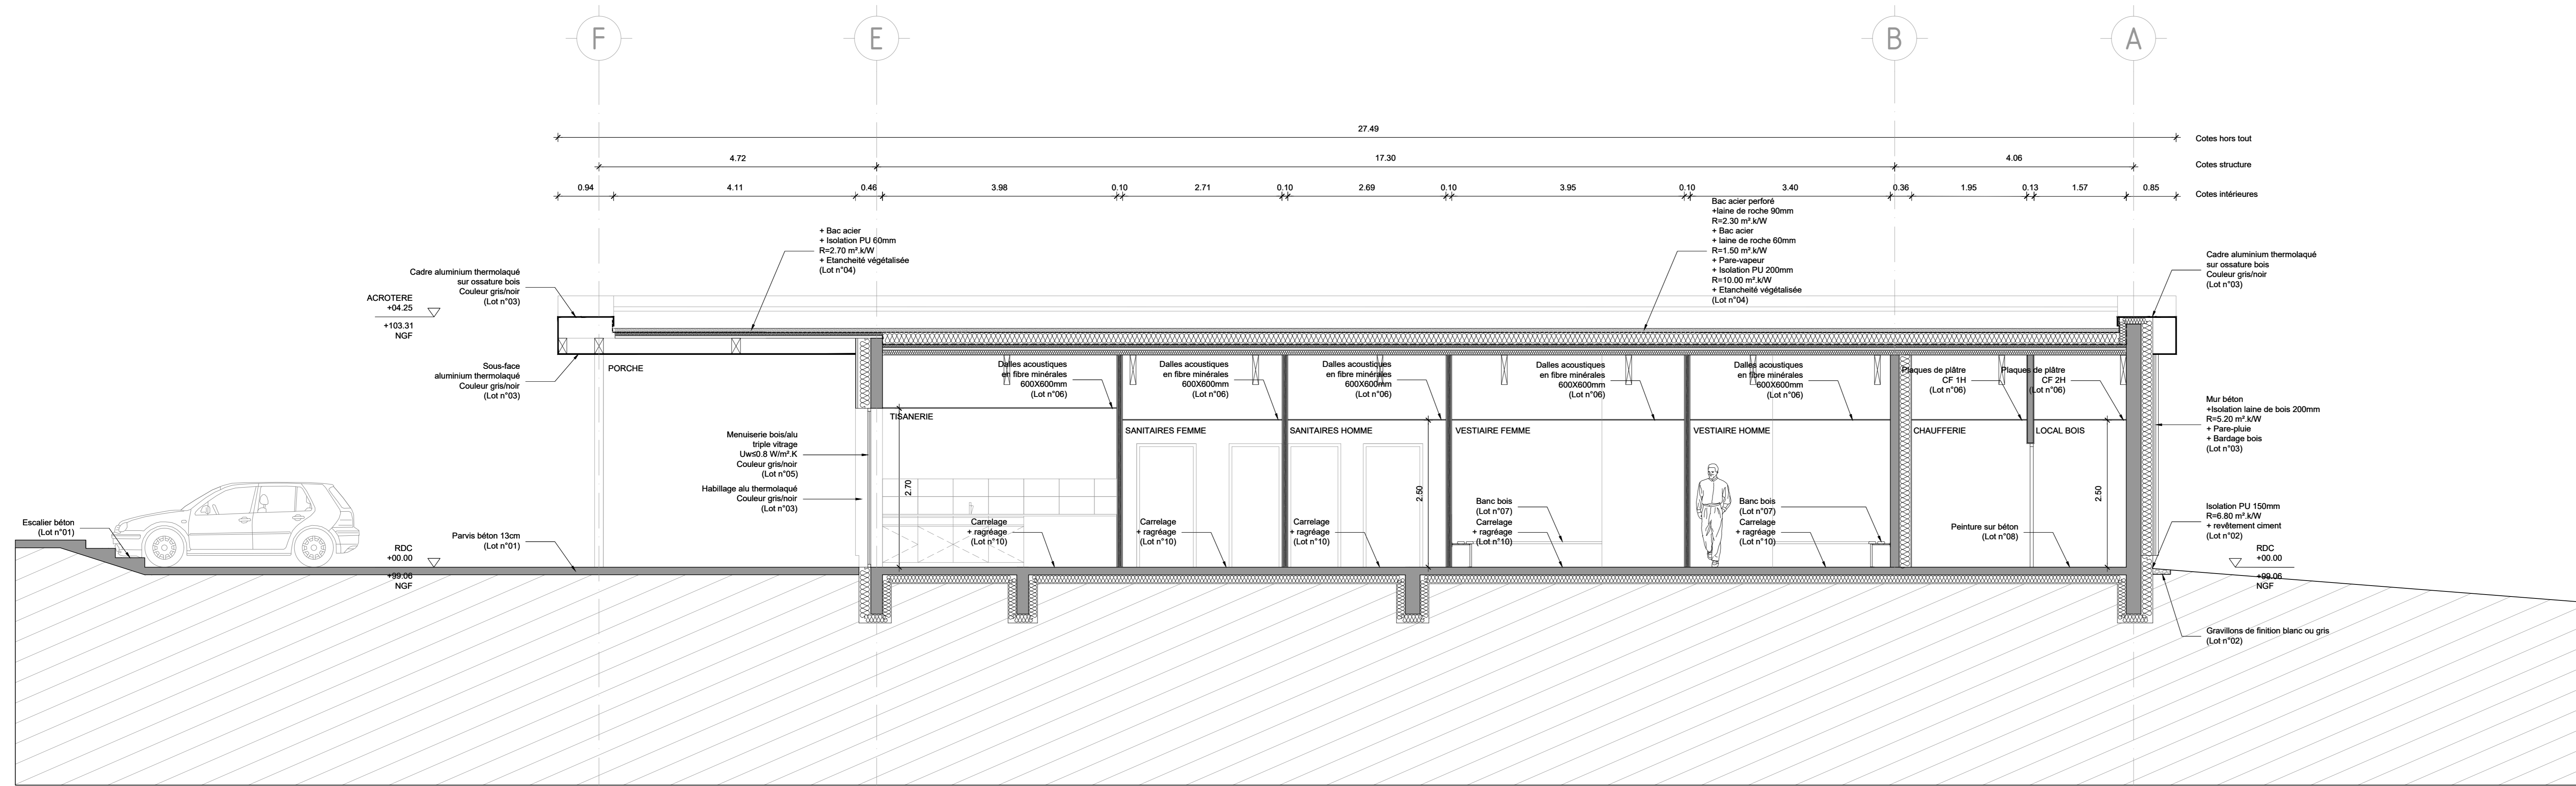 F
E
B
A
27.49
Cotes hors tout
4.72
17.30
4.06
Cotes structure
0.94
4.11
0.46
3.98
0.10
2.71
0.10
2.69
0.10
3.95
0.10
3.40
0.36
1.95
0.13
1.57
0.85
Cotes intérieures
+ Bac acier
+ Isolation PU 60mm
R=2.70 m².k/W
+ Etancheité végétalisée
(Lot n°04)
Bac acier perforé
+laine de roche 90mm
R=2.30 m².k/W
+ Bac acier
+ laine de roche 60mm
R=1.50 m².k/W
+ Pare-vapeur
+ Isolation PU 200mm
R=10.00 m².k/W
+ Etancheité végétalisée
(Lot n°04)
Cadre aluminium thermolaqué
sur ossature bois
Couleur gris/noir
(Lot n°03)
Cadre aluminium thermolaqué
sur ossature bois
Couleur gris/noir
(Lot n°03)
ACROTERE
+04.25
+103.31
NGF
Sous-face
aluminium thermolaqué
Couleur gris/noir
(Lot n°03)
PORCHE
Dalles acoustiques
en fibre minérales
600X600mm
(Lot n°06)
Dalles acoustiques
en fibre minérales
600X600mm
(Lot n°06)
Dalles acoustiques
en fibre minérales
600X600mm
(Lot n°06)
Dalles acoustiques
en fibre minérales
600X600mm
(Lot n°06)
Dalles acoustiques
en fibre minérales
600X600mm
(Lot n°06)
Plaques de plâtre
CF 1H
(Lot n°06)
Plaques de plâtre
CF 2H
(Lot n°06)
TISANERIE
SANITAIRES FEMME
SANITAIRES HOMME
VESTIAIRE FEMME
VESTIAIRE HOMME
CHAUFFERIE
LOCAL BOIS
Mur béton
+Isolation laine de bois 200mm
R=5.20 m².k/W
+ Pare-pluie
+ Bardage bois
(Lot n°03)
Menuiserie bois/alu
triple vitrage
Uw≤0.8 W/m².K
Couleur gris/noir
(Lot n°05)
Habillage alu thermolaqué
Couleur gris/noir
(Lot n°03)
2.70
2.50
2.50
Banc bois
(Lot n°07)
Carrelage
+ ragréage
(Lot n°10)
Banc bois
(Lot n°07)
Carrelage
+ ragréage
(Lot n°10)
Carrelage
+ ragréage
(Lot n°10)
Carrelage
+ ragréage
(Lot n°10)
Carrelage
+ ragréage
(Lot n°10)
Peinture sur béton
(Lot n°08)
Isolation PU 150mm
R=6.80 m².k/W
+ revêtement ciment
(Lot n°02)
Escalier béton
(Lot n°01)
Parvis béton 13cm
(Lot n°01)
RDC
+00.00
+99.06
NGF
RDC
+00.00
+99.06
NGF
Gravillons de finition blanc ou gris
(Lot n°02)